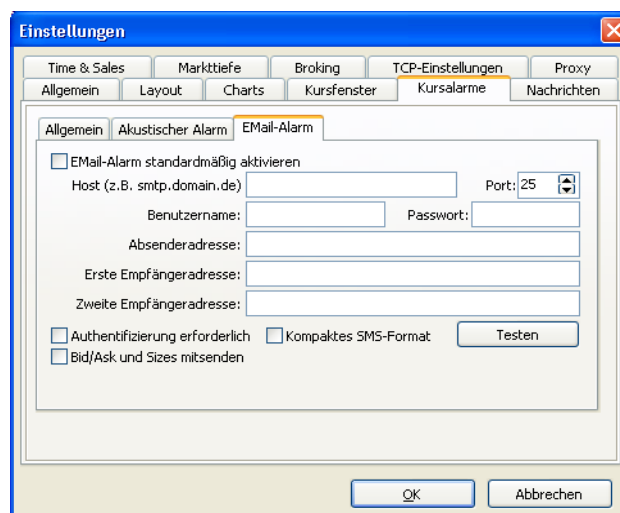 Einstellungen
Time & Sales Markttiefe Broking TCP-Einstellungen Proxy
Allgemein Layout Charts Kursfenster Kursalarme Nachrichten
Allgemein Akustischer Alarm EMail-Alarm
EMail-Alarm standardmäßig aktivieren
Host (z.B. smtp.domain.de) Port: 25
Benutzername: Passwort:
Absenderadresse:
Erste Empfängeradresse:
Zweite Empfängeradresse:
Authentifizierung erforderlich Kompaktes SMS-Format Testen
Bid/Ask und Sizes mitsenden
OK Abbrechen